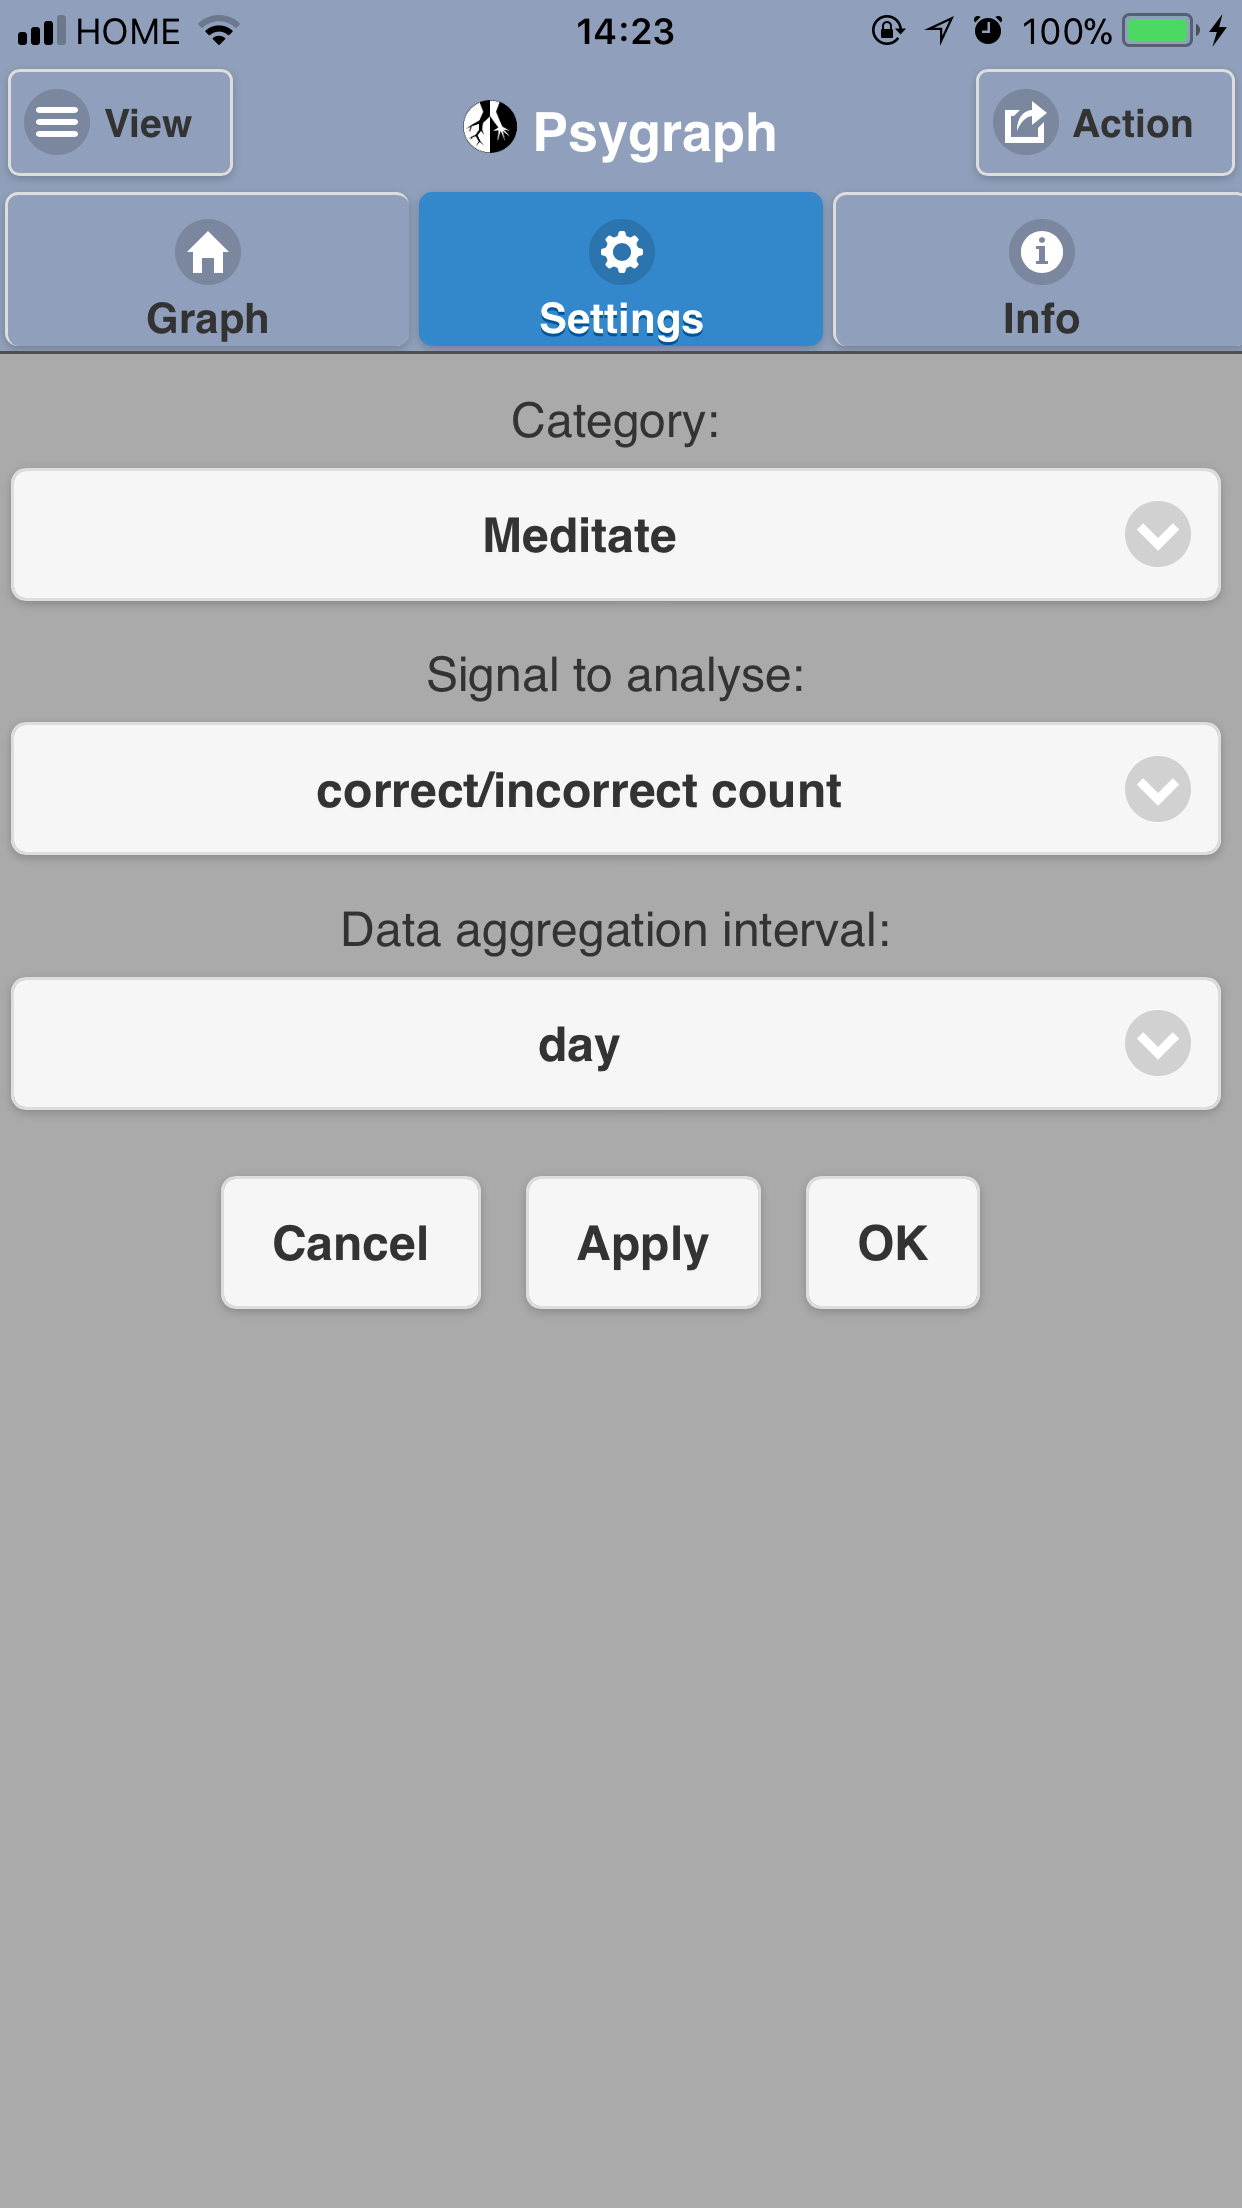 HOME 14:23 100%
View Psygraph Action
Graph Settings Info
Category:
Meditate
Signal to analyse:
correct/incorrect count
Data aggregation interval:
day
Cancel Apply OK